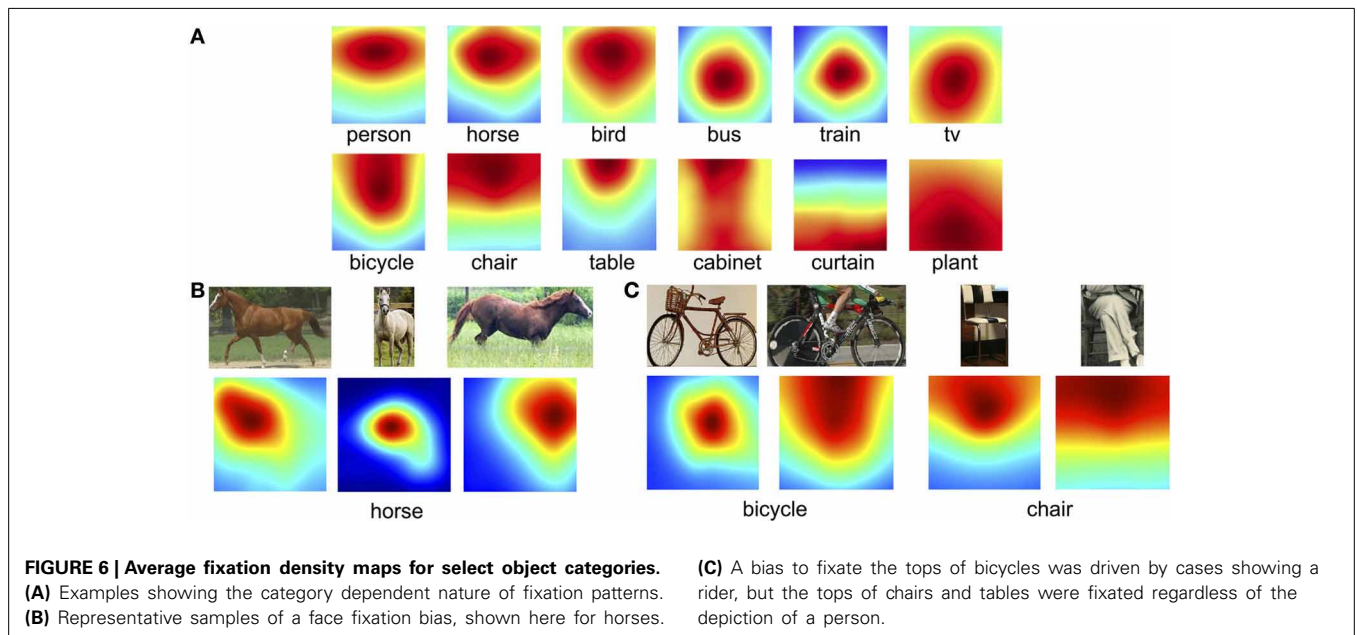 A
person horse bird bus train tv
bicycle chair table cabinet curtain plant
B
C
horse
bicycle chair
FIGURE 6 | Average fixation density maps for select object categories.
(A) Examples showing the category dependent nature of fixation patterns.
(B) Representative samples of a face fixation bias, shown here for horses.
(C) A bias to fixate the tops of bicycles was driven by cases showing a
rider, but the tops of chairs and tables were fixated regardless of the
depiction of a person.